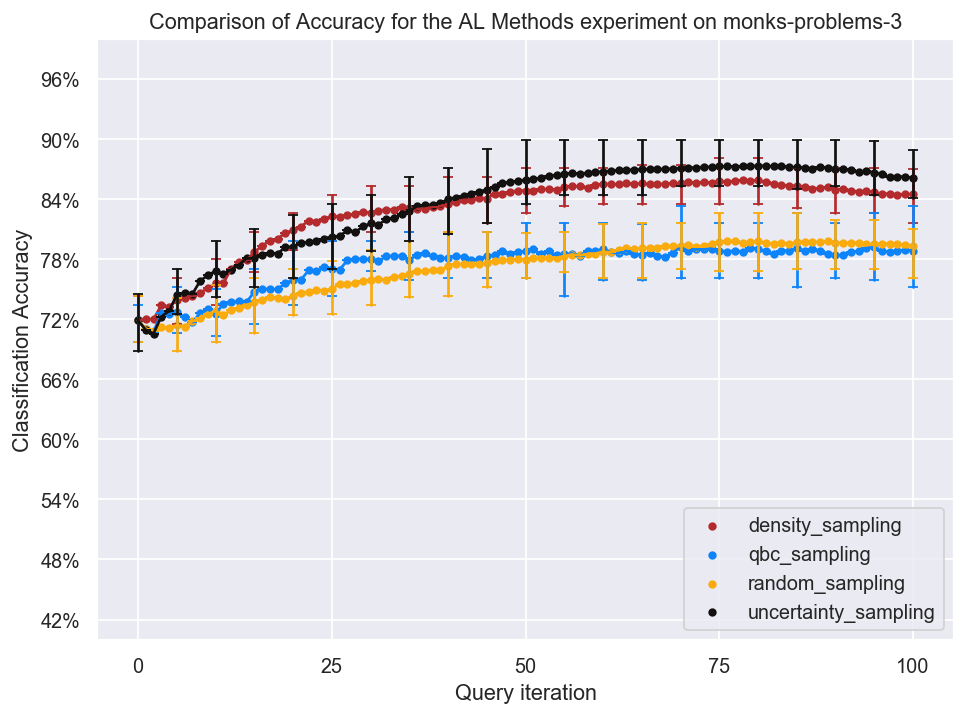 Comparison of Accuracy for the AL Methods experiment on monks-problems-3
96%
90%
84%
78%
72%
66%
60%
54%
48%
42%
Classification Accuracy
density_sampling
qbc_sampling
random_sampling
uncertainty_sampling
0 25 50 75 100
Query iteration